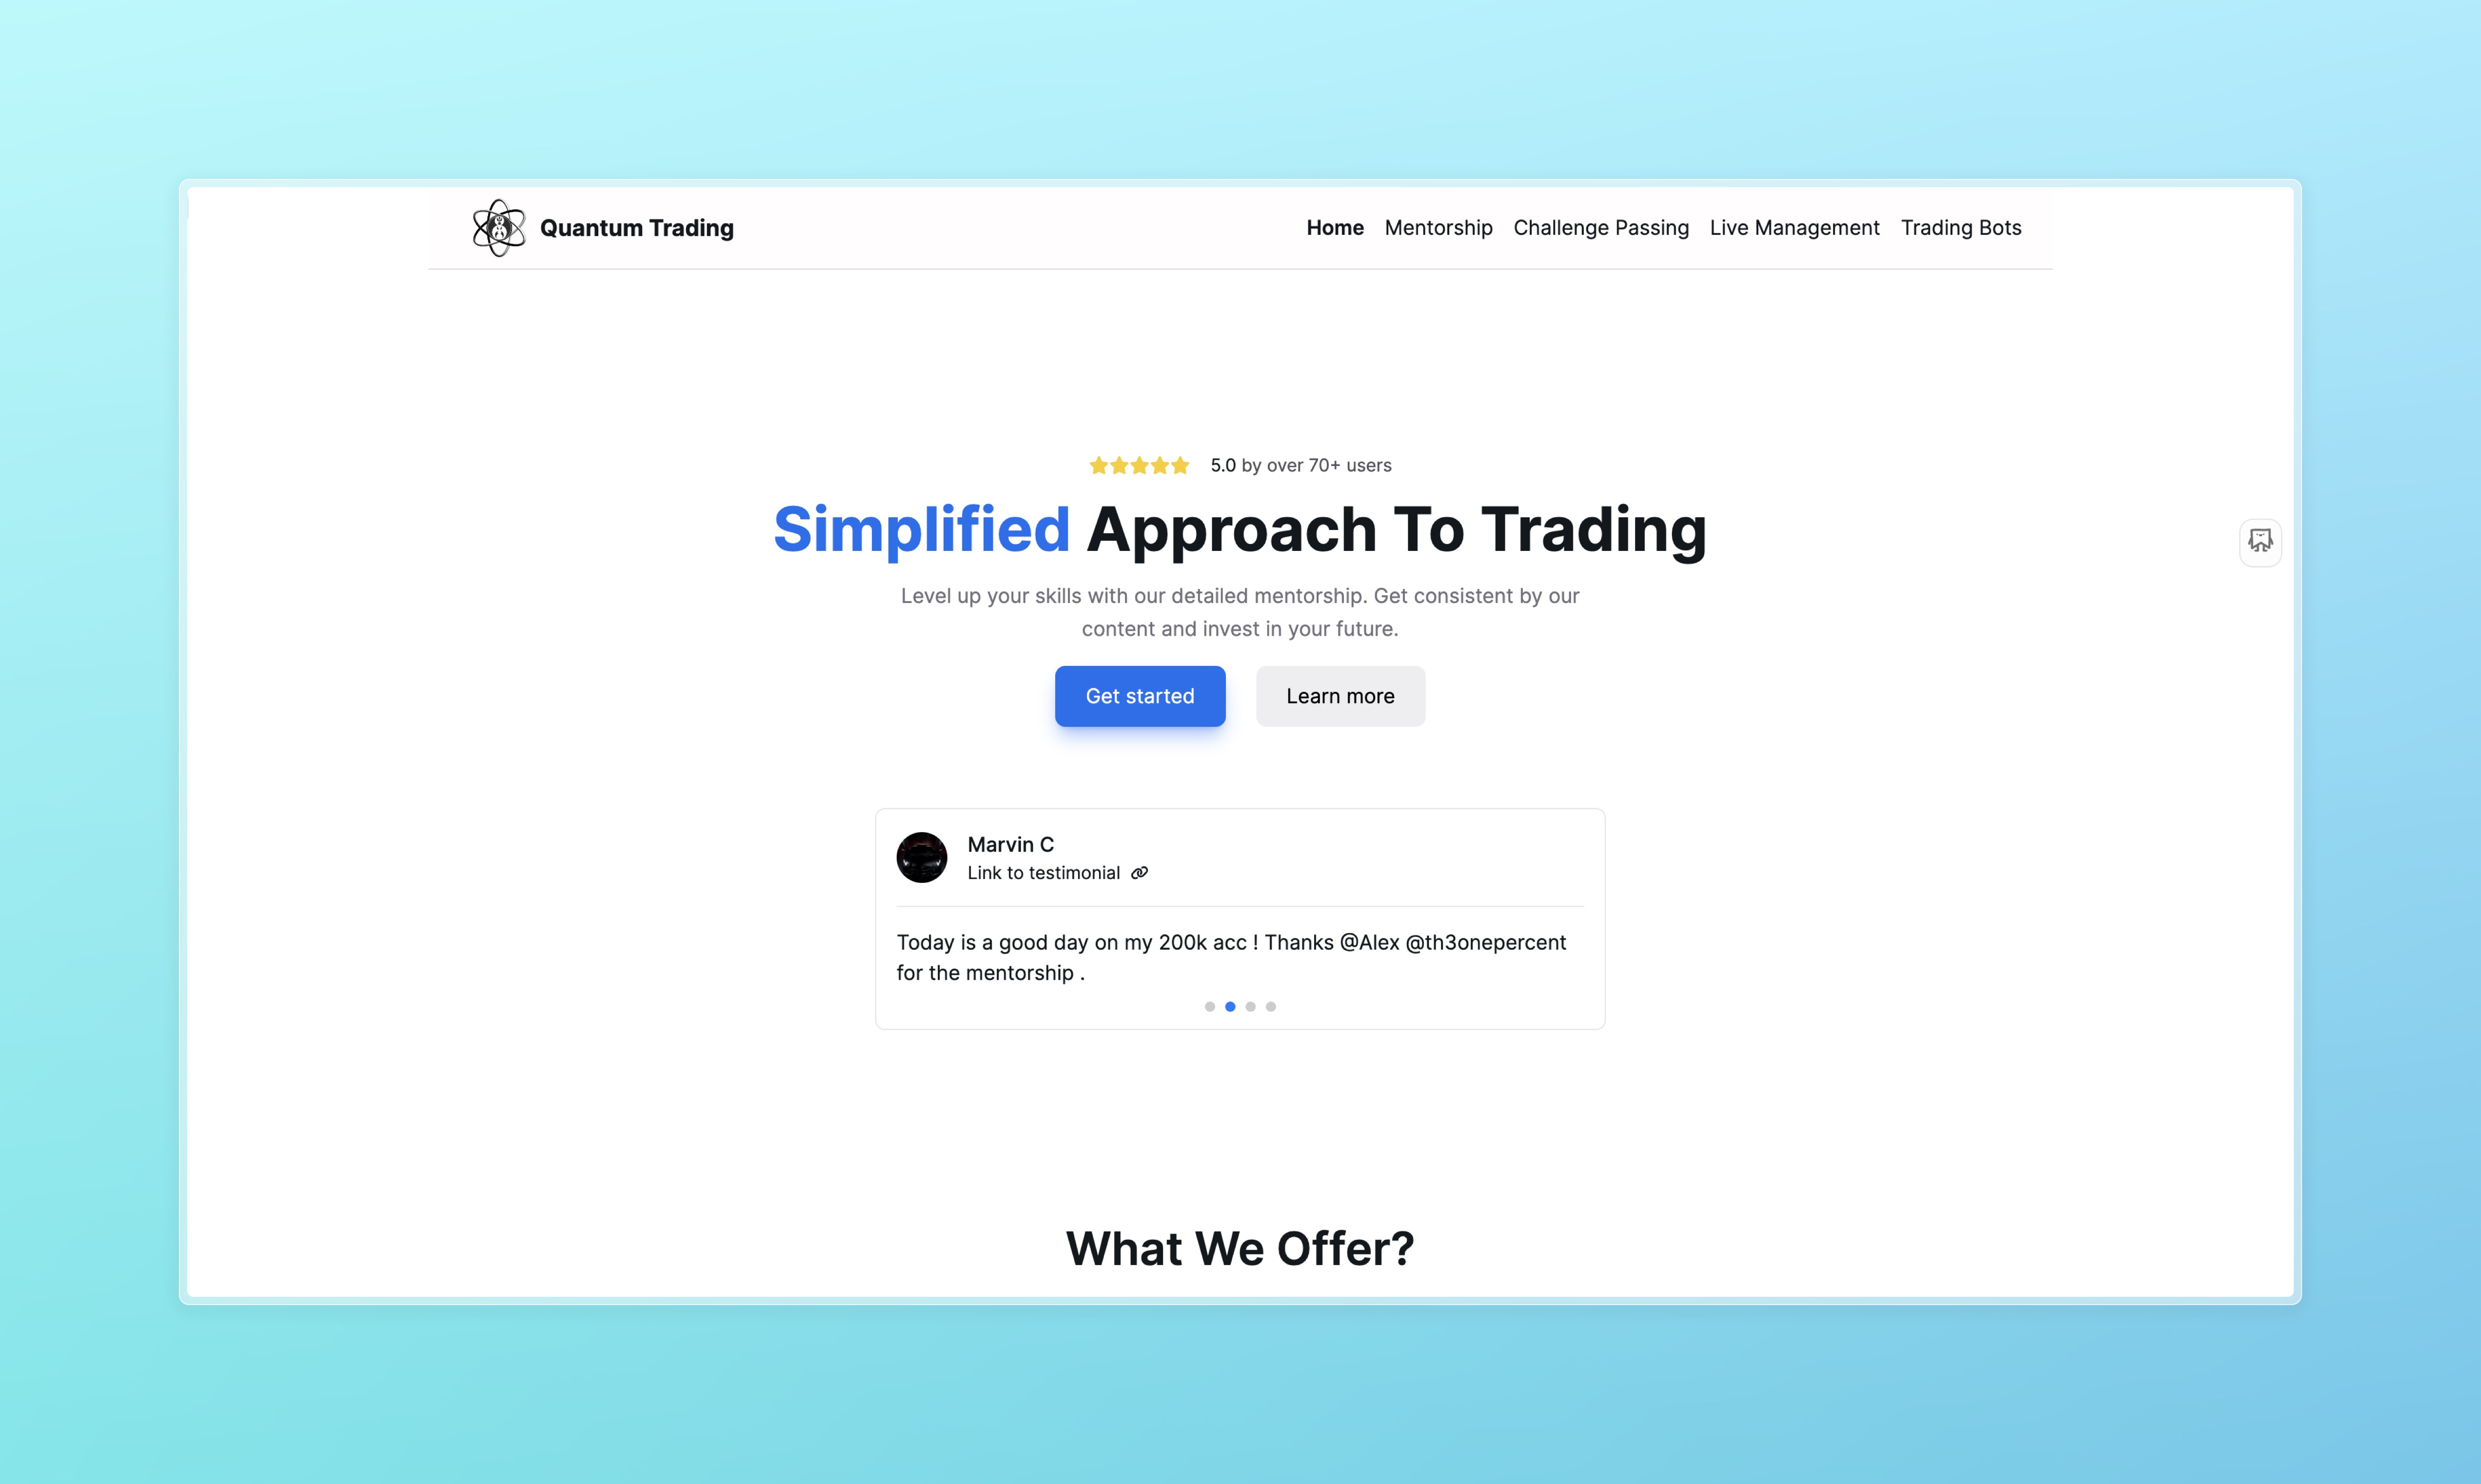 Quantum Trading
Home Mentorship Challenge Passing Live Management Trading Bots
5.0 by over 70+ users
Simplified Approach To Trading
Level up your skills with our detailed mentorship. Get consistent by our
content and invest in your future.
Get started Learn more
Marvin C
Link to testimonial
Today is a good day on my 200k acc ! Thanks @Alex @th3onepercent
for the mentorship .
What We Offer?